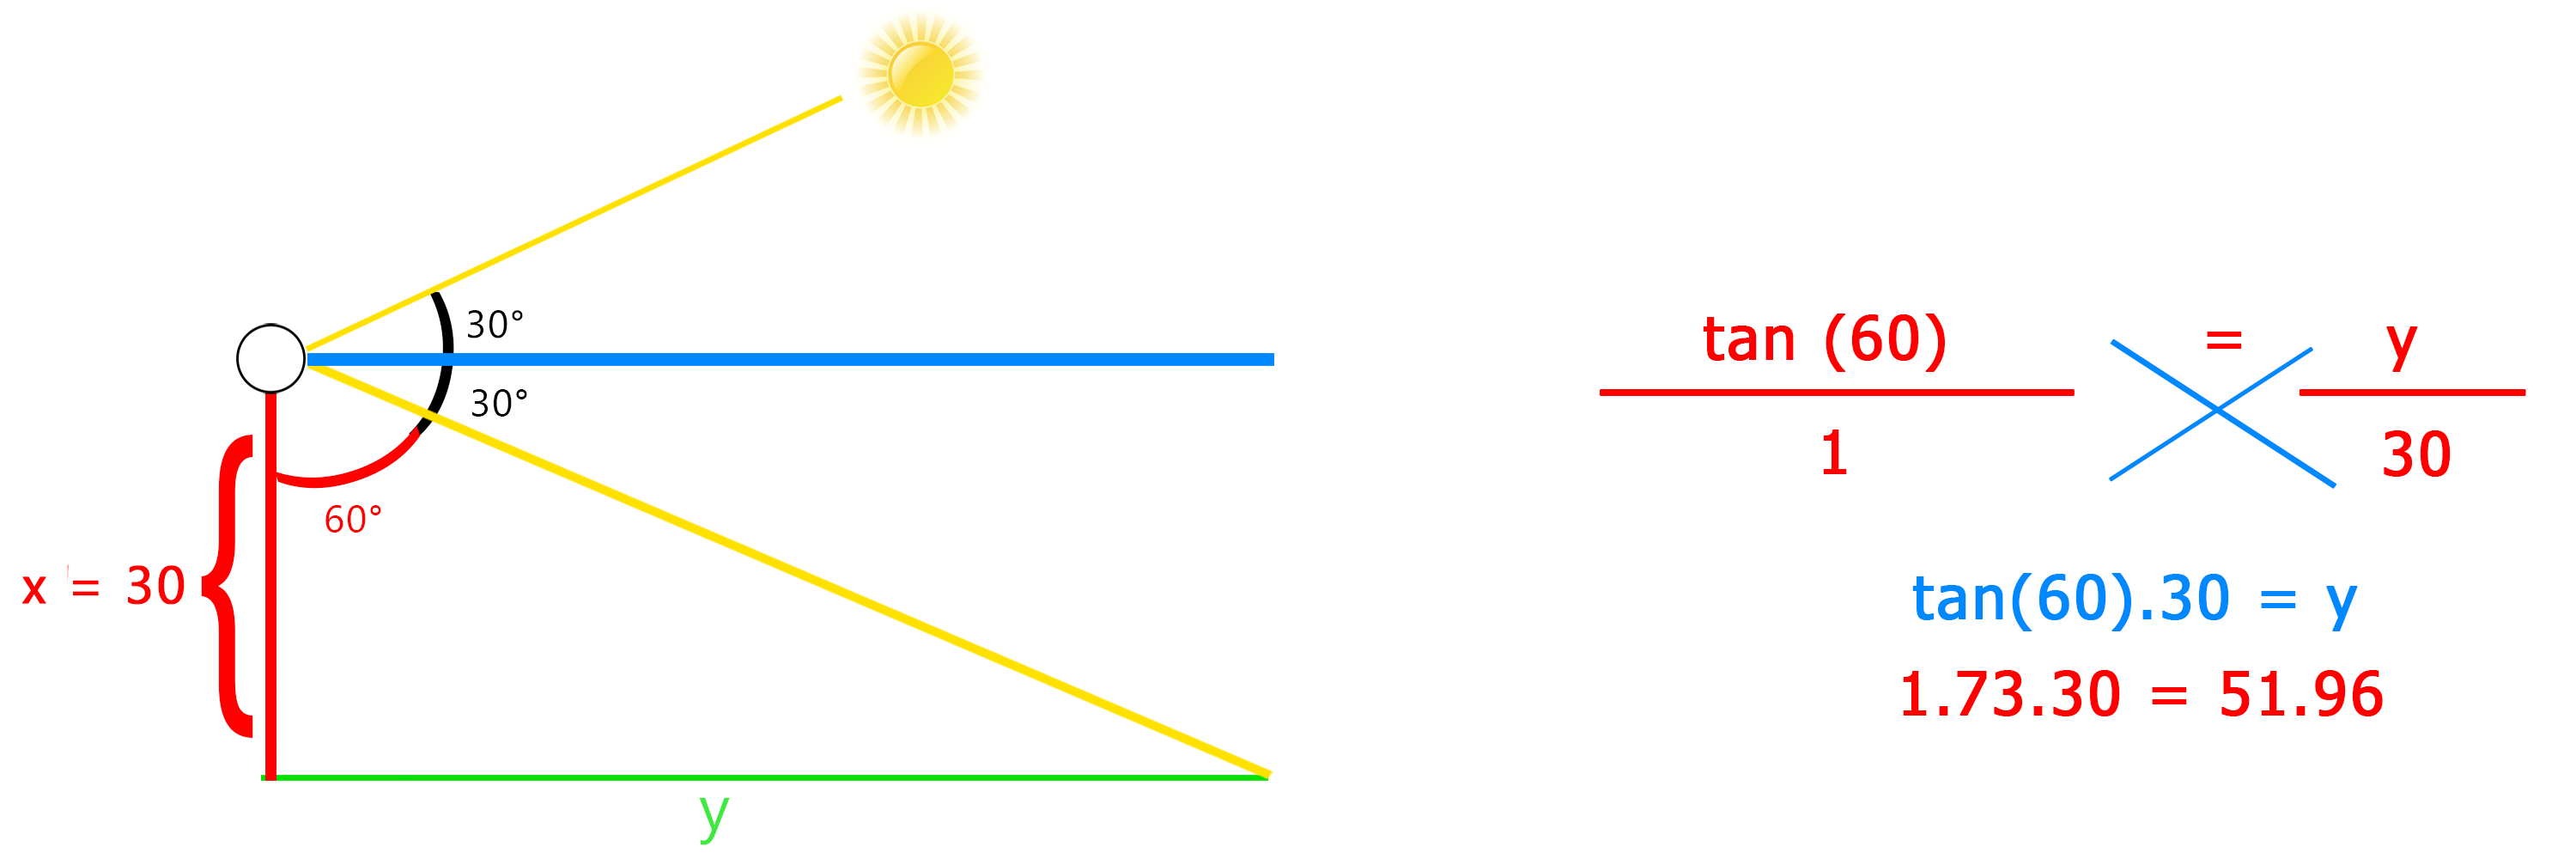 30°
30°
60°
x = 30
y
tan (60) = y
1 30
tan(60).30 = y
1.73.30 = 51.96